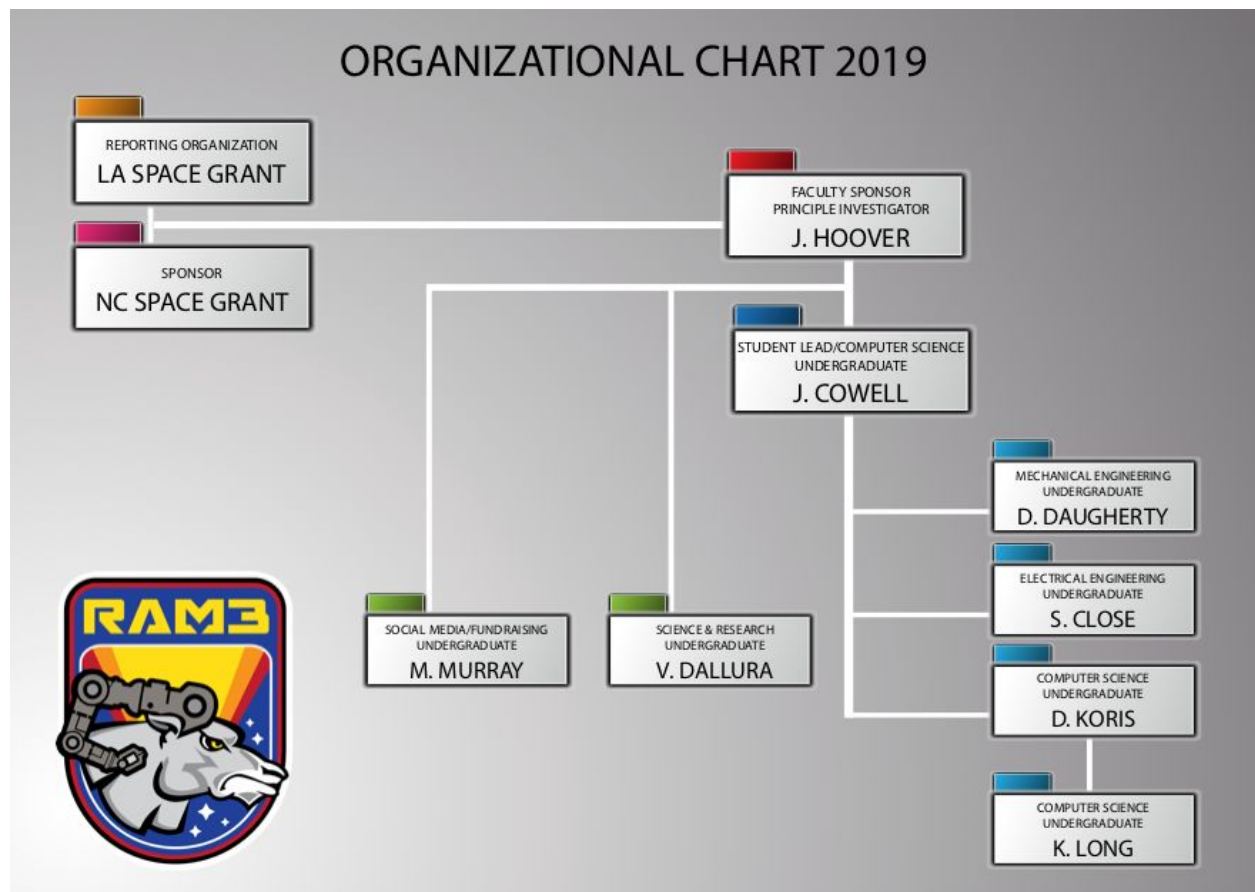 ORGANIZATIONAL CHART 2019
REPORTING ORGANIZATION
LA SPACE GRANT
SPONSOR
NC SPACE GRANT
FACULTY SPONSOR
PRINCIPLE INVESTIGATOR
J. HOOVER
STUDENT LEAD/COMPUTER SCIENCE
UNDERGRADUATE
J. COWELL
MECHANICAL ENGINEERING
UNDERGRADUATE
D. DAUGHERTY
ELECTRICAL ENGINEERING
UNDERGRADUATE
S. CLOSE
SOCIAL MEDIA/FUNDRAISING
UNDERGRADUATE
M. MURRAY
SCIENCE & RESEARCH
UNDERGRADUATE
V. DALLURA
COMPUTER SCIENCE
UNDERGRADUATE
D. KORIS
COMPUTER SCIENCE
UNDERGRADUATE
K. LONG
RAM3